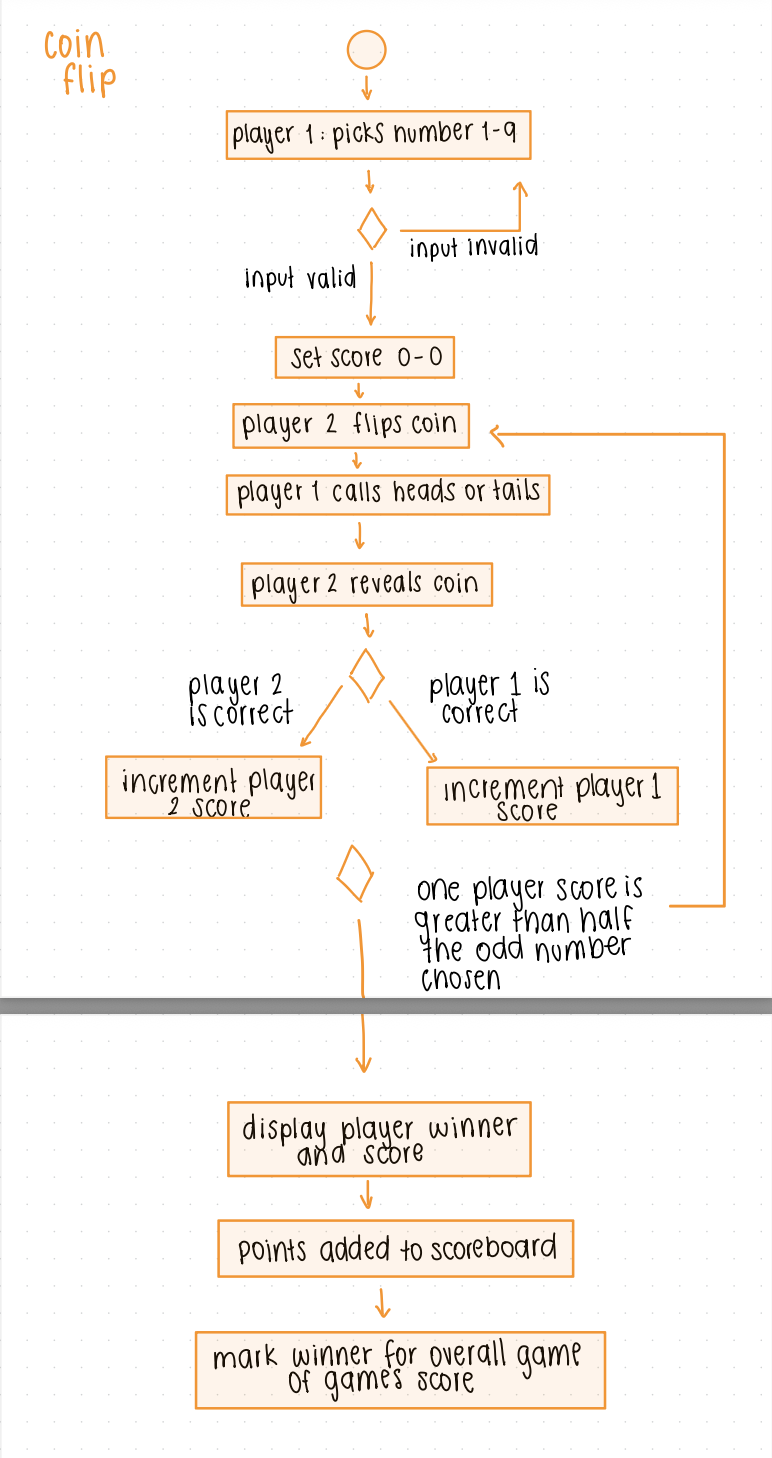 coin
flip
player 1: picks number 1-9
input invalid
input valid
set score 0-0
player 2 flips coin
player 1 calls heads or tails
player 2 reveals coin
player 2
is correct
player 1 is
correct
increment player
2 score
increment player 1
score
one player score is
greater than half
the odd number
chosen
display player winner
and score
points added to scoreboard
mark winner for overall game
of games score